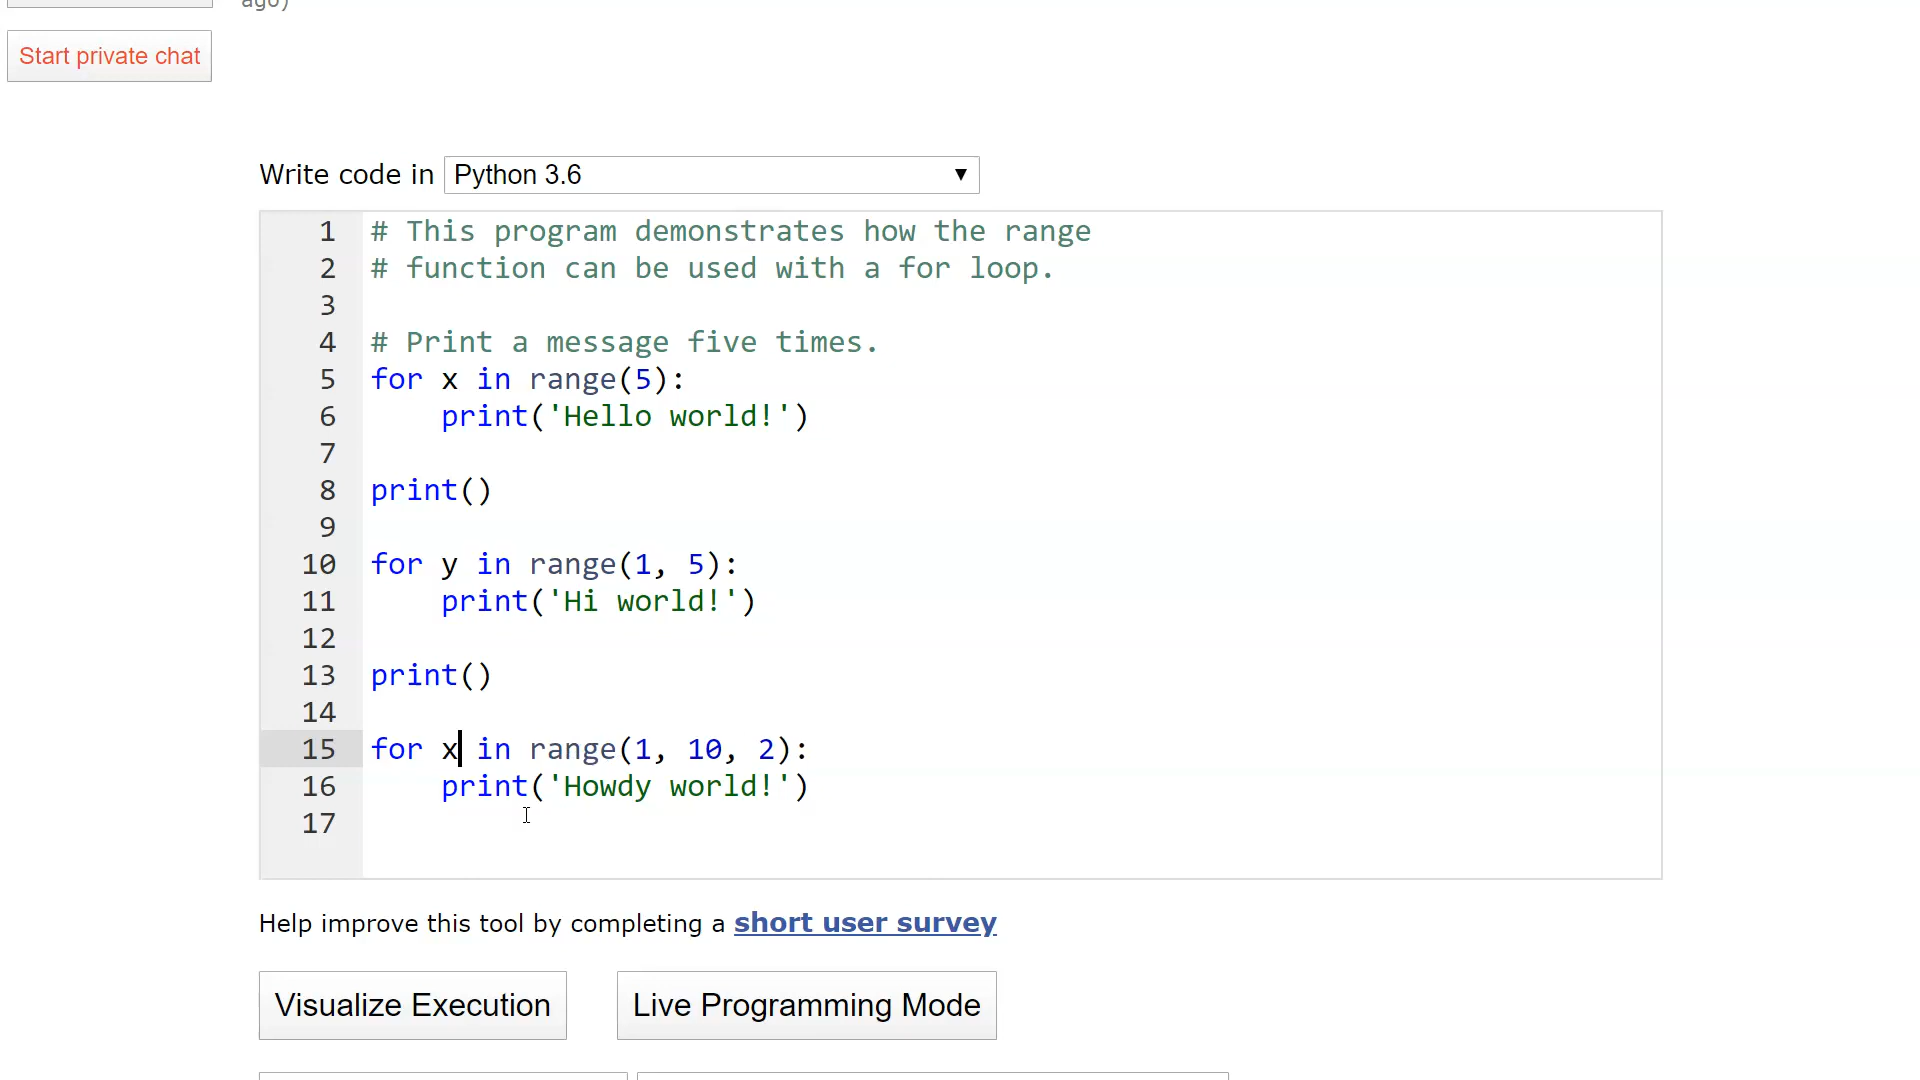 ago)
Start private chat
Write code in Python 3.6 ▼
1 # This program demonstrates how the range
2 # function can be used with a for loop.
3
4 # Print a message five times.
5 for x in range(5):
6     print('Hello world!')
7
8 print()
9
10 for y in range(1, 5):
11     print('Hi world!')
12
13 print()
14
15 for x in range(1, 10, 2):
16     print('Howdy world!')
17
Help improve this tool by completing a short user survey
Visualize Execution
Live Programming Mode